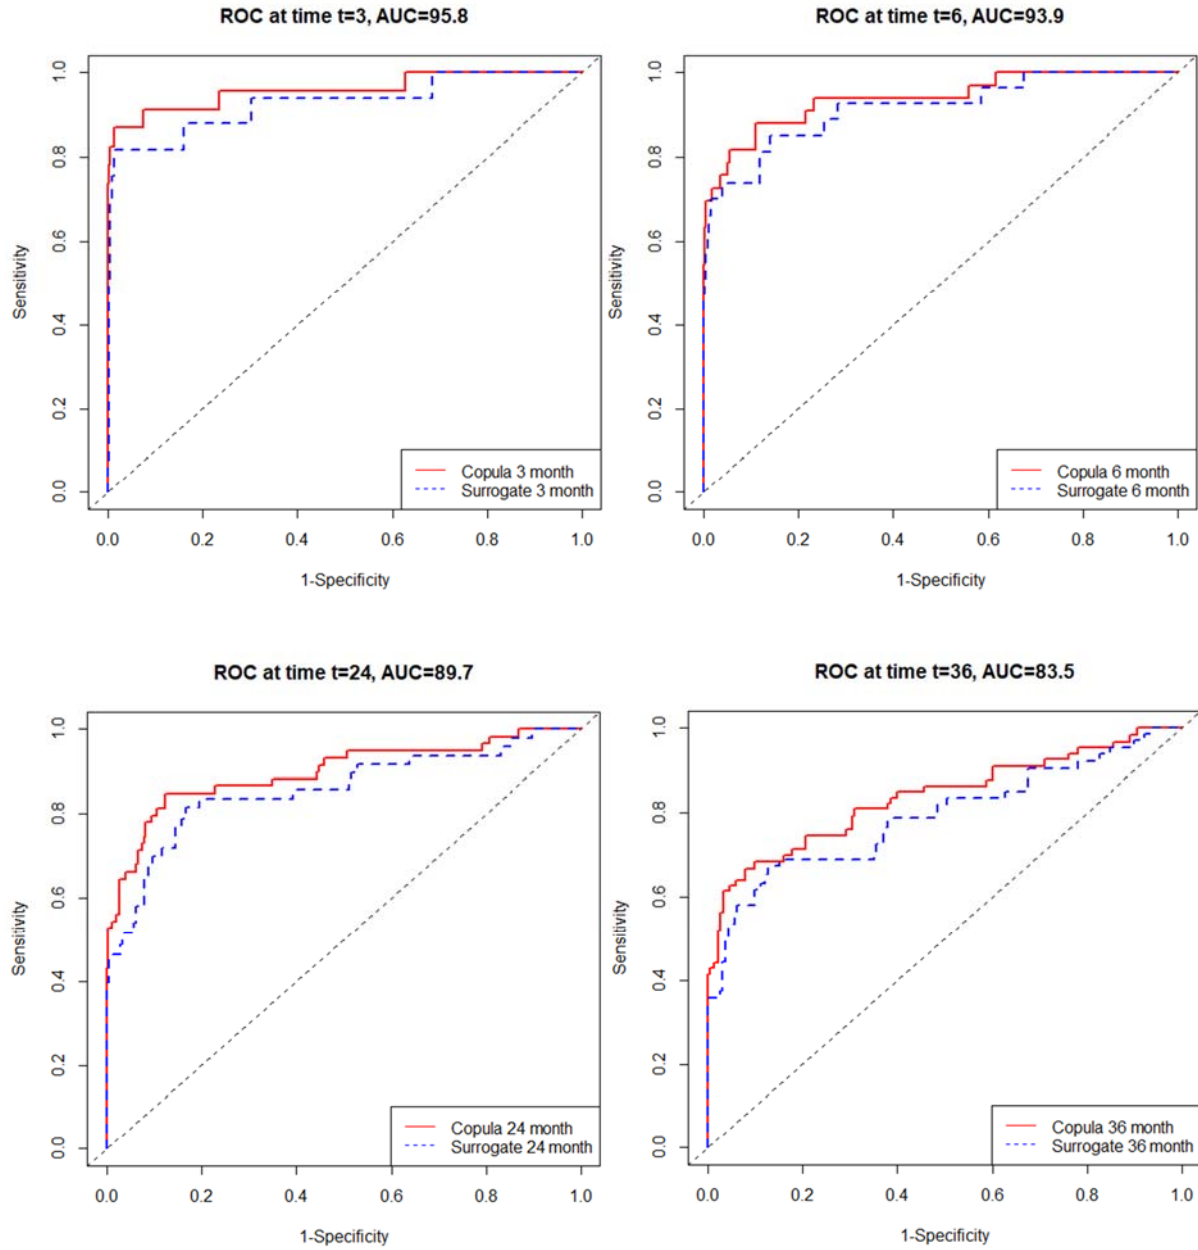 ROC at time t=3, AUC=95.8
Sensitivity
1.0
0.8
0.6
0.4
0.2
0.0
Copula 3 month
Surrogate 3 month
0.0 0.2 0.4 0.6 0.8 1.0
1-Specificity
ROC at time t=6, AUC=93.9
Sensitivity
1.0
0.8
0.6
0.4
0.2
0.0
Copula 6 month
Surrogate 6 month
0.0 0.2 0.4 0.6 0.8 1.0
1-Specificity
ROC at time t=24, AUC=89.7
Sensitivity
1.0
0.8
0.6
0.4
0.2
0.0
Copula 24 month
Surrogate 24 month
0.0 0.2 0.4 0.6 0.8 1.0
1-Specificity
ROC at time t=36, AUC=83.5
Sensitivity
1.0
0.8
0.6
0.4
0.2
0.0
Copula 36 month
Surrogate 36 month
0.0 0.2 0.4 0.6 0.8 1.0
1-Specificity